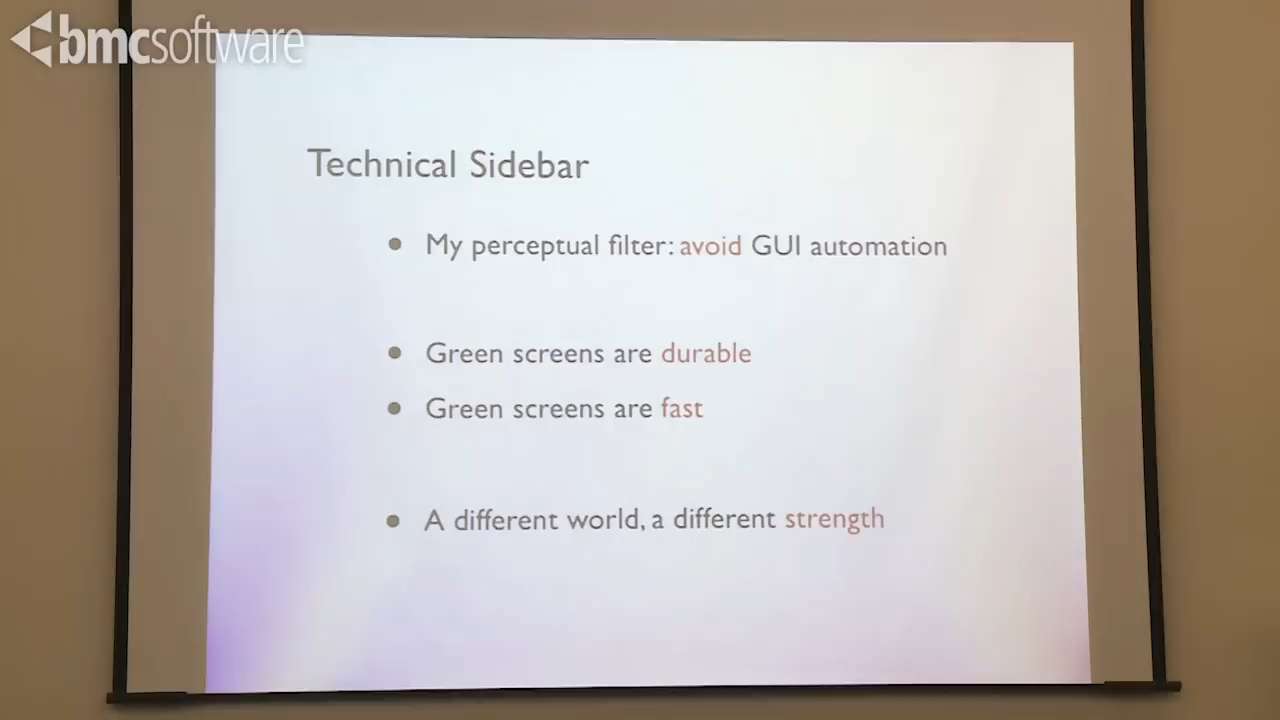 bmcsoftware
Technical Sidebar
• My perceptual filter: avoid GUI automation
• Green screens are durable
• Green screens are fast
• A different world, a different strength